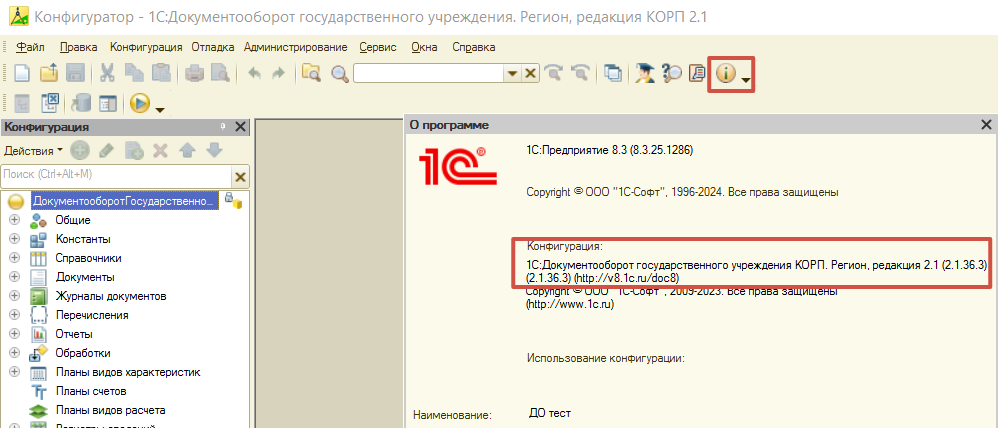 Конфигуратор - 1С:Документооборот государственного учреждения. Регион, редакция КОРП 2.1
Файл Правка Конфигурация Отладка Администрирование Сервис Окна Справка
Конфигурация
Действия
Поиск (Ctrl+Alt+M)
ДокументооборотГосударственно...
Общие
Константы
Справочники
Документы
Журналы документов
Перечисления
Отчеты
Обработки
Планы видов характеристик
Планы счетов
Планы видов расчета
Регистры сведений
О программе
1С
1С:Предприятие 8.3 (8.3.25.1286)
Copyright © ООО "1С-Софт", 1996-2024. Все права защищены
Конфигурация:
1С:Документооборот государственного учреждения КОРП. Регион, редакция 2.1 (2.1.36.3)
(2.1.36.3) (http://v8.1c.ru/doc8)
Copyright © ООО "1С-Софт", 2009-2023. Все права защищены
(http://www.1c.ru)
Использование конфигурации:
Наименование: ДО тест